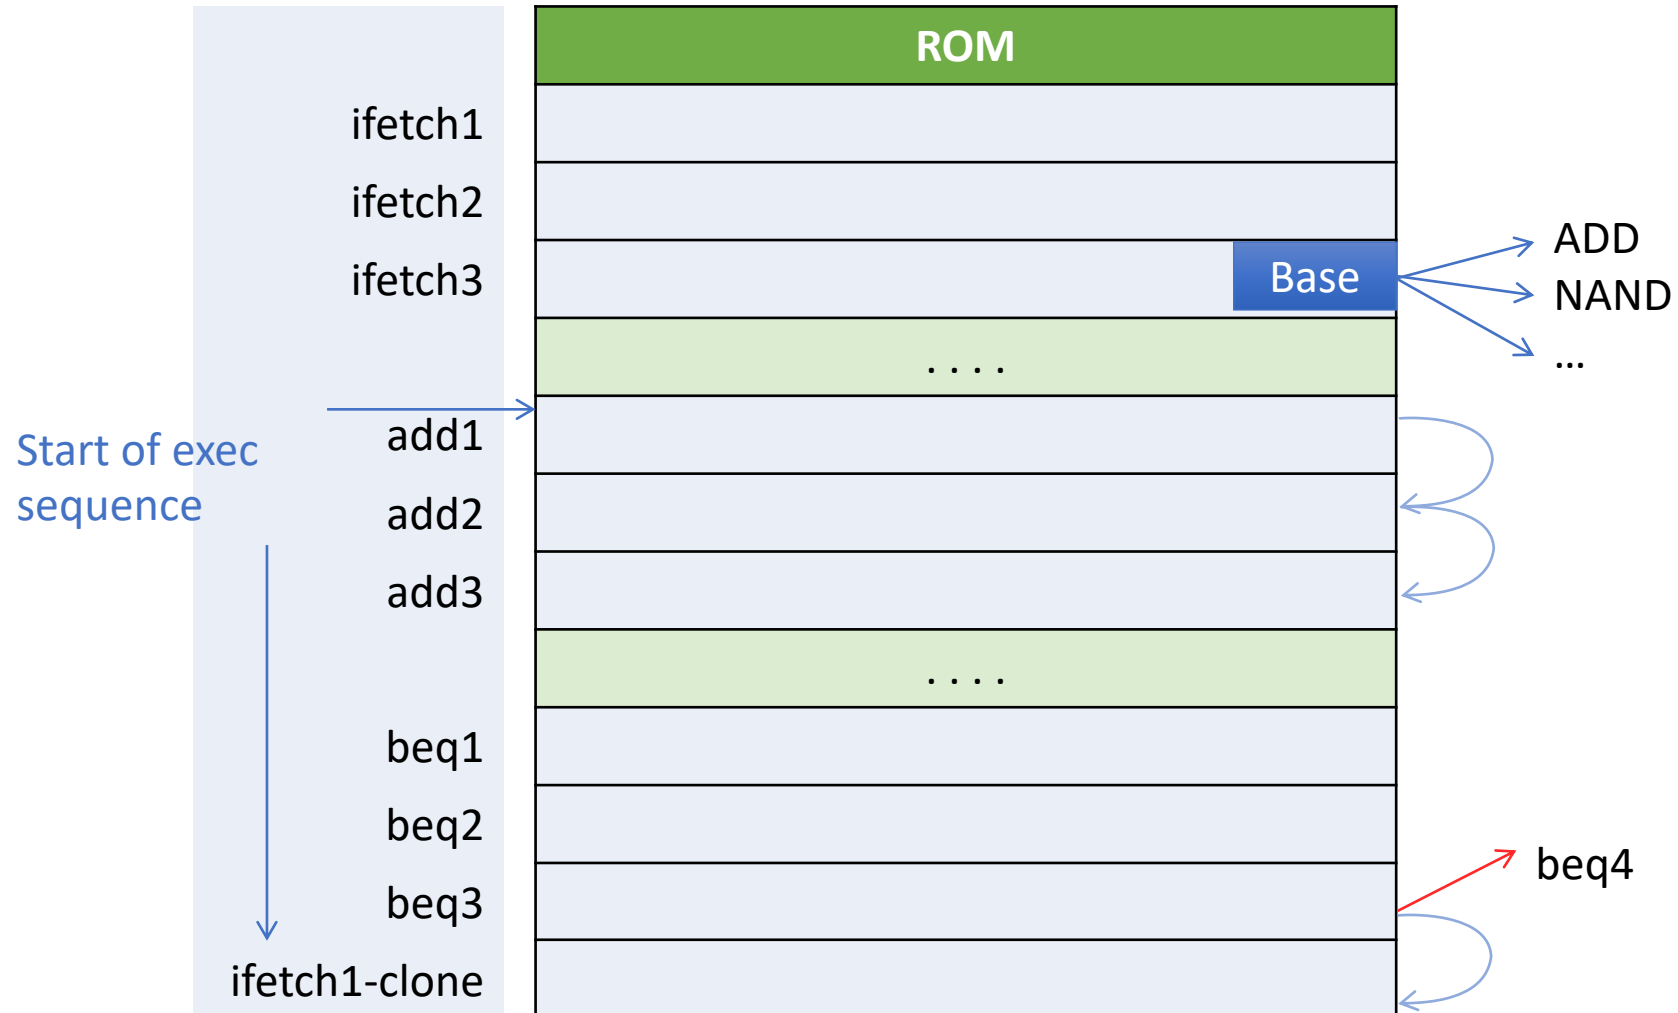 ROM
ifetch1
ifetch2
ifetch3
Base
ADD
NAND
...
. . . .
Start of exec
sequence
add1
add2
add3
. . . .
beq1
beq2
beq3
beq4
ifetch1-clone